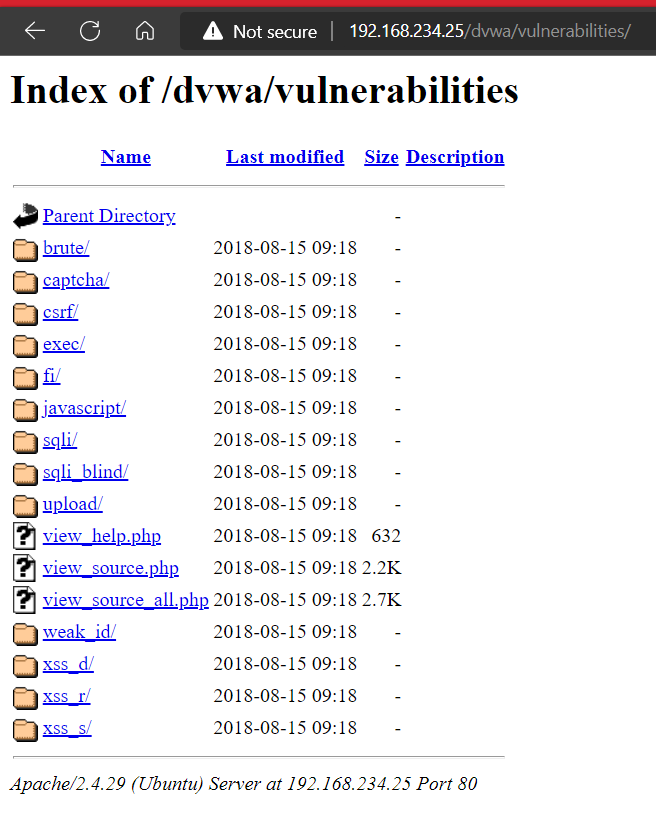 Not secure | 192.168.234.25/dvwa/vulnerabilities/
Index of /dvwa/vulnerabilities
Name Last modified Size Description
Parent Directory -
brute/ 2018-08-15 09:18 -
captcha/ 2018-08-15 09:18 -
csrf/ 2018-08-15 09:18 -
exec/ 2018-08-15 09:18 -
fi/ 2018-08-15 09:18 -
javascript/ 2018-08-15 09:18 -
sqli/ 2018-08-15 09:18 -
sqli_blind/ 2018-08-15 09:18 -
upload/ 2018-08-15 09:18 -
view_help.php 2018-08-15 09:18 632
view_source.php 2018-08-15 09:18 2.2K
view_source_all.php 2018-08-15 09:18 2.7K
weak_id/ 2018-08-15 09:18 -
xss_d/ 2018-08-15 09:18 -
xss_r/ 2018-08-15 09:18 -
xss_s/ 2018-08-15 09:18 -
Apache/2.4.29 (Ubuntu) Server at 192.168.234.25 Port 80